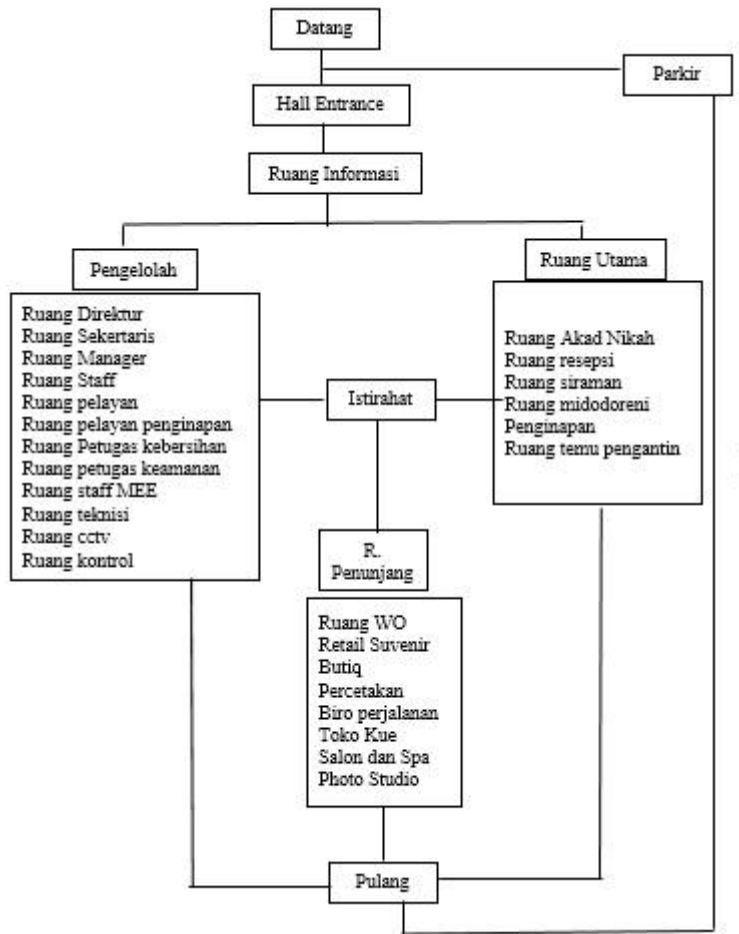 Datang
Parkir
Hall Entrance
Ruang Informasi
Pengelolah
Ruang Utama
Ruang Direktur
Ruang Sekertaris
Ruang Manager
Ruang Staff
Ruang pelayan
Ruang pelayan penginapan
Ruang Petugas kebersihan
Ruang petugas keamanan
Ruang staff MEE
Ruang teknisi
Ruang cctv
Ruang kontrol
Istirahat
Ruang Akad Nikah
Ruang resepsi
Ruang siraman
Ruang midodoreni
Penginapan
Ruang temu pengantin
R.
Penunjang
Ruang WO
Retail Suvenir
Butiq
Percetakan
Biro perjalanan
Toko Kue
Salon dan Spa
Photo Studio
Pulang